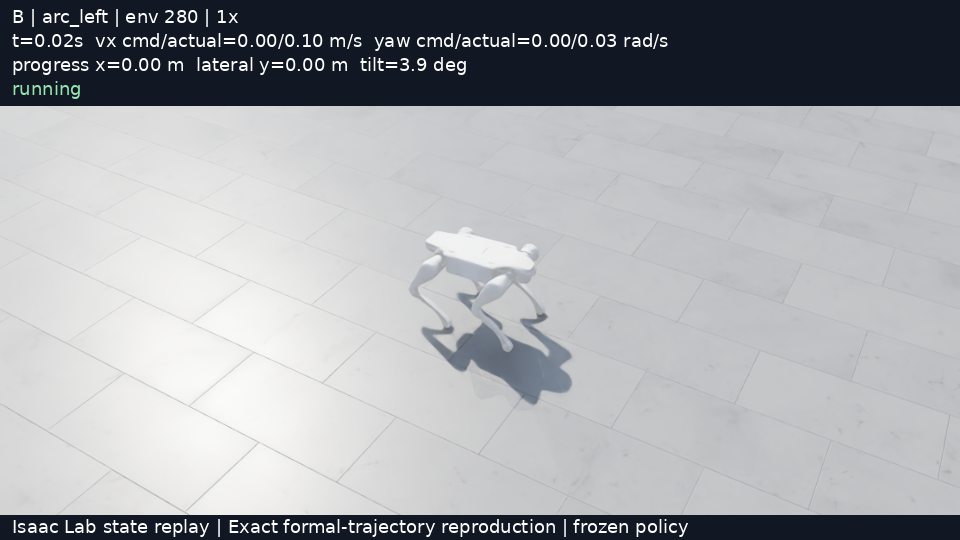 B | arc_left | env 280 | 1x
t=0.02s  vx cmd/actual=0.00/0.10 m/s  yaw cmd/actual=0.00/0.03 rad/s
progress x=0.00 m  lateral y=0.00 m  tilt=3.9 deg
running
Isaac Lab state replay | Exact formal-trajectory reproduction | frozen policy